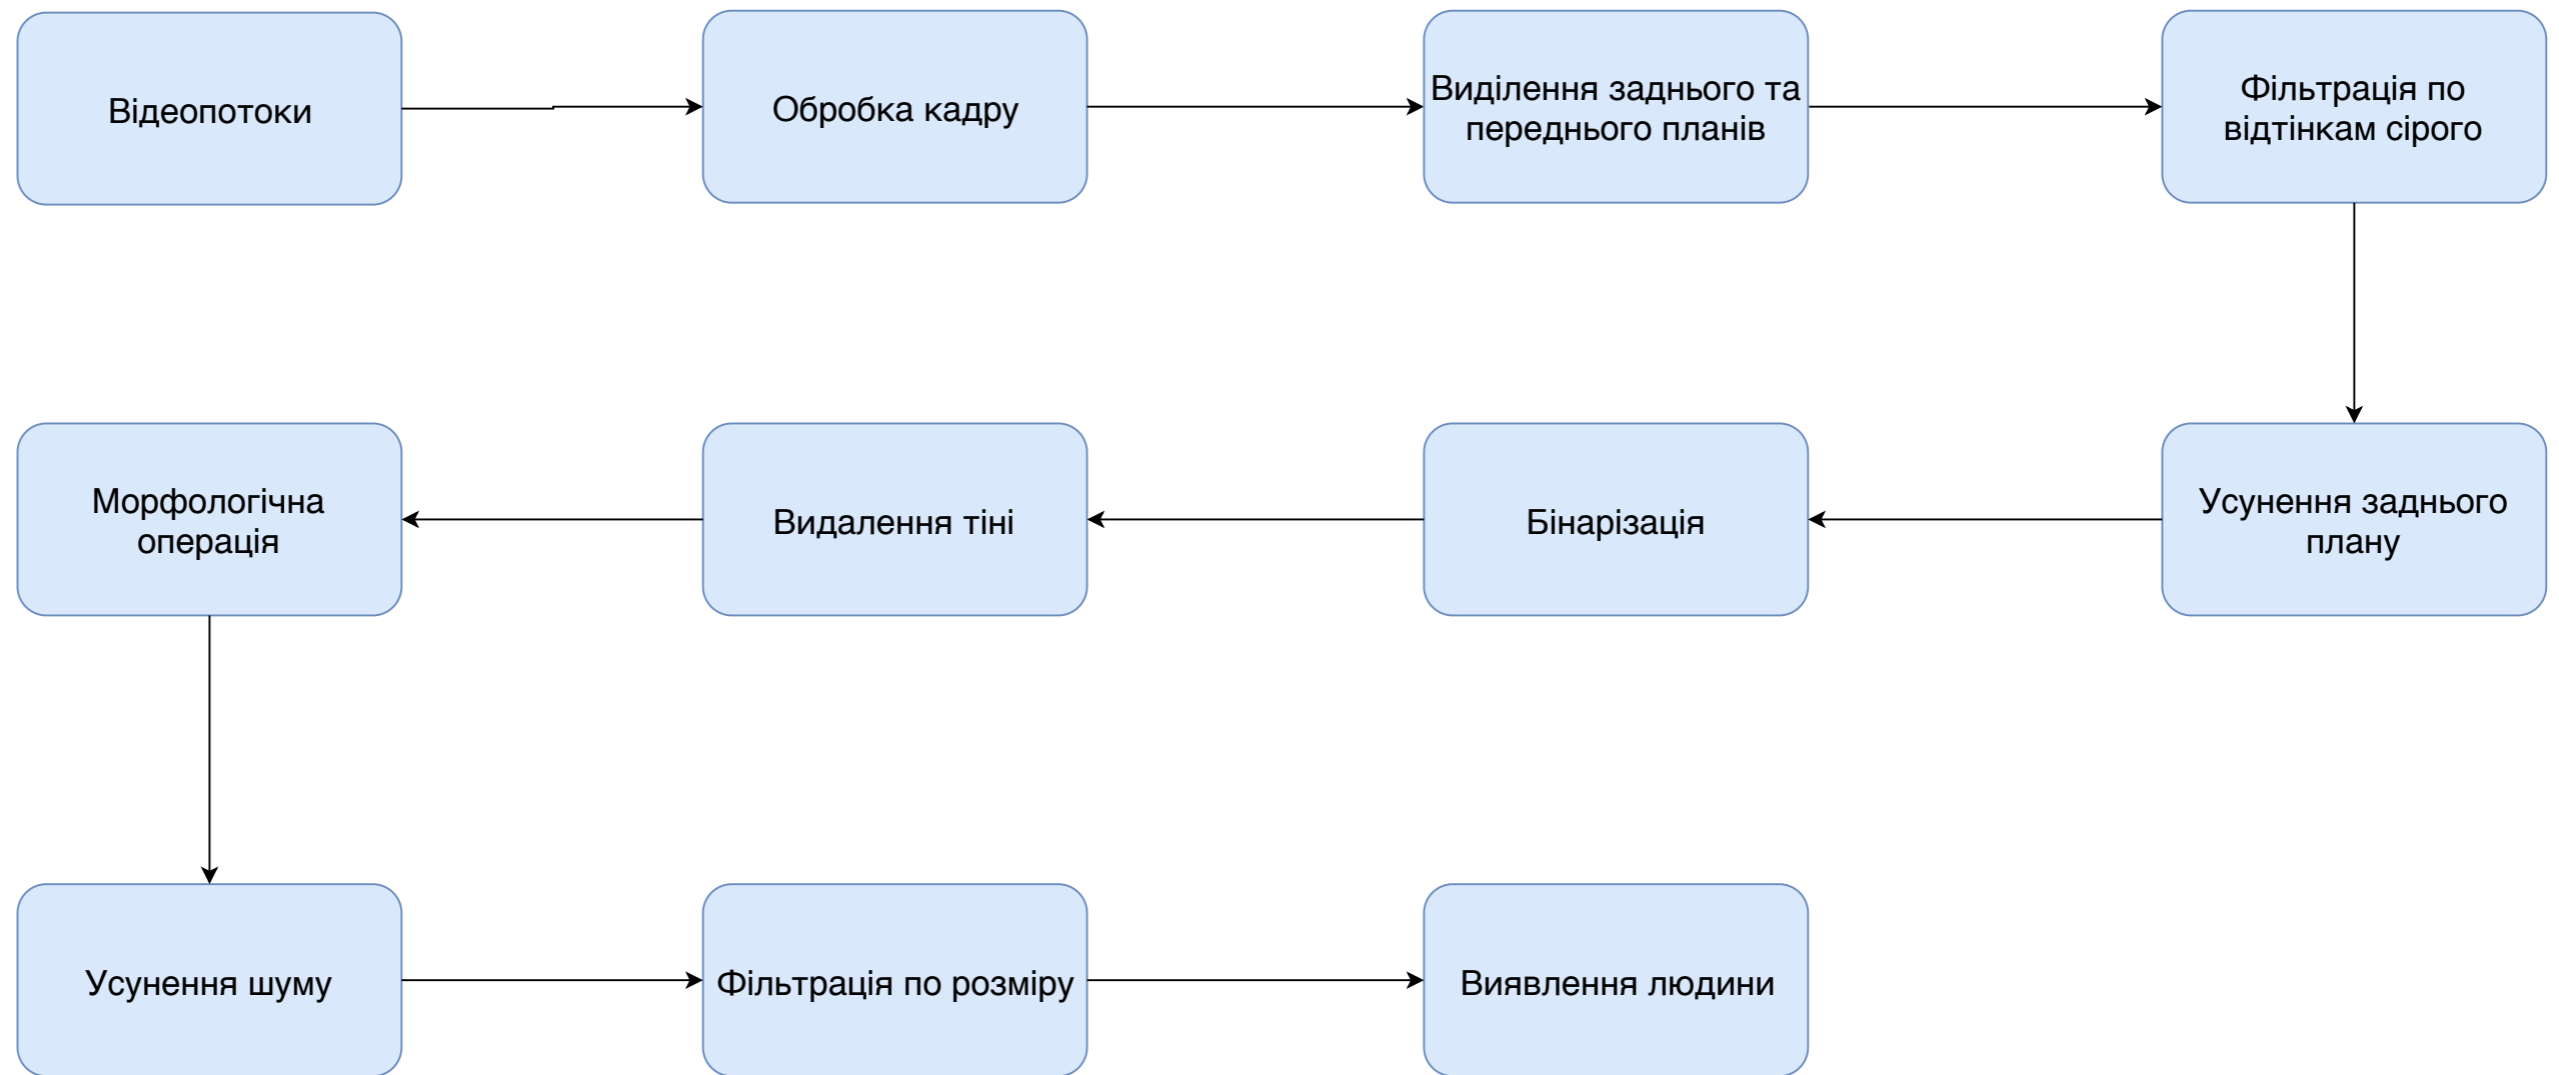 Відеопотоки
Обробка кадру
Виділення заднього та
переднього планів
Фільтрація по
відтінкам сірого
Морфологічна
операція
Видалення тіні
Бінарізація
Усунення заднього
плану
Усунення шуму
Фільтрація по розміру
Виявлення людини